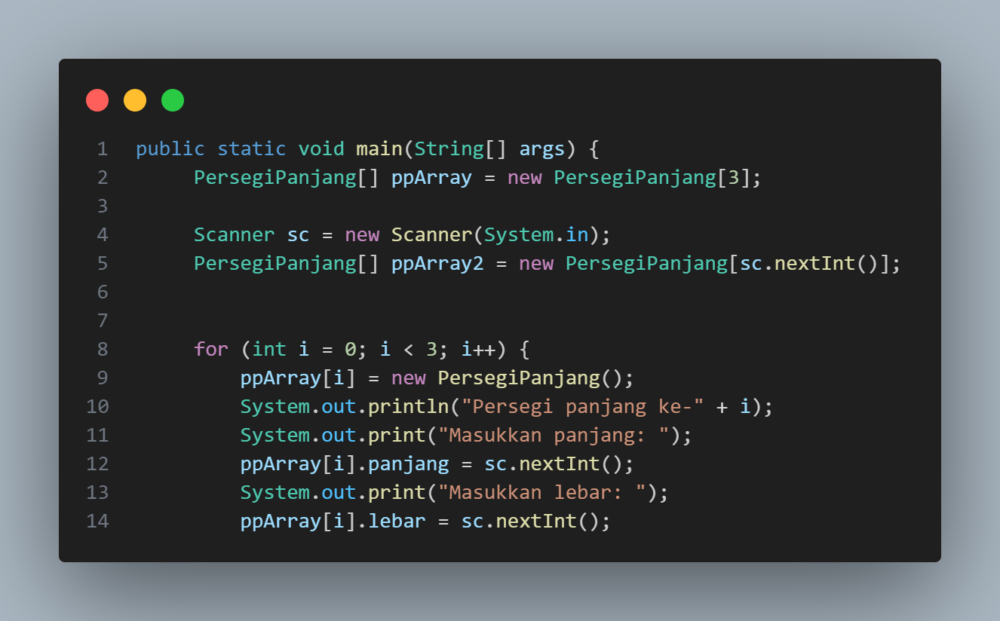 1 public static void main(String[] args) {
2 PersegiPanjang[] ppArray = new PersegiPanjang[3];
3
4 Scanner sc = new Scanner(System.in);
5 PersegiPanjang[] ppArray2 = new PersegiPanjang[sc.nextInt()];
6
7
8 for (int i = 0; i < 3; i++) {
9 ppArray[i] = new PersegiPanjang();
10 System.out.println("Persegi panjang ke-" + i);
11 System.out.print("Masukkan panjang: ");
12 ppArray[i].panjang = sc.nextInt();
13 System.out.print("Masukkan lebar: ");
14 ppArray[i].lebar = sc.nextInt();